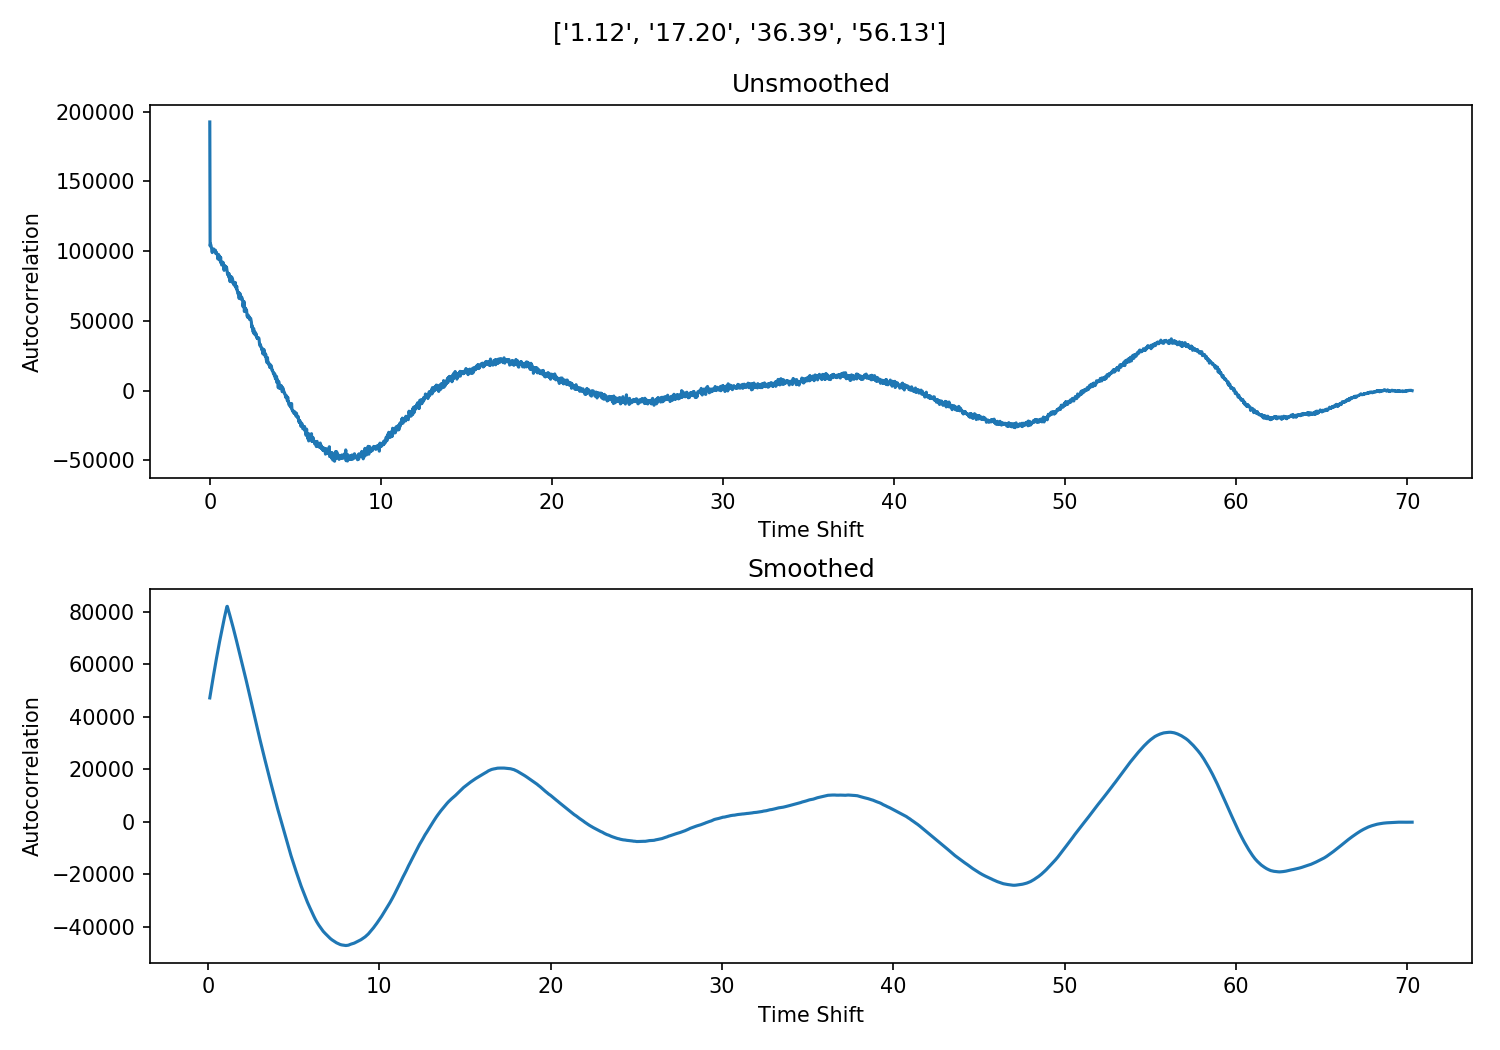 ['1.12', '17.20', '36.39', '56.13']
Unsmoothed
Autocorrelation
200000
150000
100000
50000
0
−50000
0 10 20 30 40 50 60 70
Time Shift
Smoothed
Autocorrelation
80000
60000
40000
20000
0
−20000
−40000
0 10 20 30 40 50 60 70
Time Shift